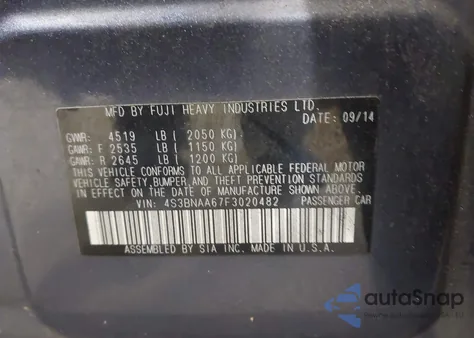 MFD BY FUJI HEAVY INDUSTRIES LTD.
DATE: 09/14
GVWR: 4519 LB ( 2050 KG)
GAWR: F 2535 LB ( 1150 KG)
GAWR: R 2645 LB ( 1200 KG)
THIS VEHICLE CONFORMS TO ALL APPLICABLE FEDERAL MOTOR
VEHICLE SAFETY, BUMPER, AND THEFT PREVENTION STANDARDS
IN EFFECT ON THE DATE OF MANUFACTURE SHOWN ABOVE.
VIN: 4S3BNAA67F3020482 PASSENGER CAR
ASSEMBLED BY SIA INC. MADE IN U.S.A.
autoSnap